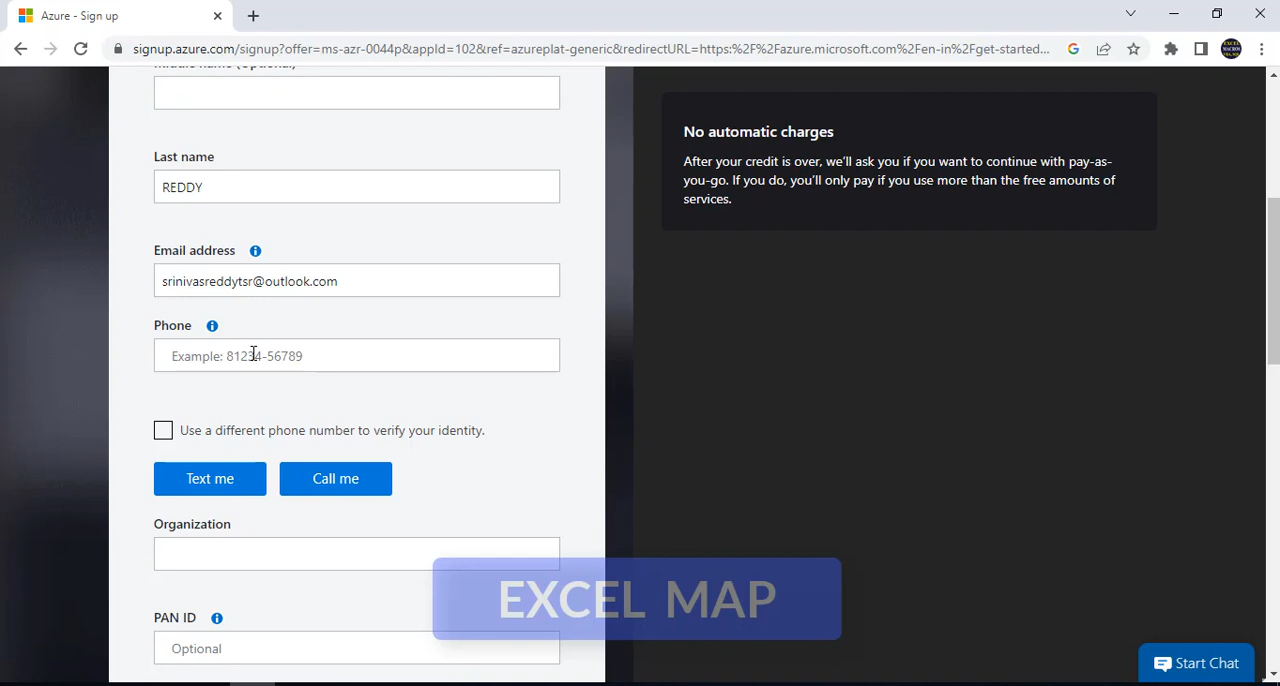 Azure - Sign up
signup.azure.com/signup?offer=ms-azr-0044p&appId=102&ref=azureplat-generic&redirectURL=https:%2F%2Fazure.microsoft.com%2Fen-in%2Fget-started...
Middle name (Optional)
Last name
REDDY
Email address
srinivasreddytsr@outlook.com
Phone
Example: 81234-56789
Use a different phone number to verify your identity.
Text me
Call me
Organization
PAN ID
Optional
No automatic charges
After your credit is over, we'll ask you if you want to continue with pay-as-
you-go. If you do, you'll only pay if you use more than the free amounts of
services.
EXCEL MAP
Start Chat